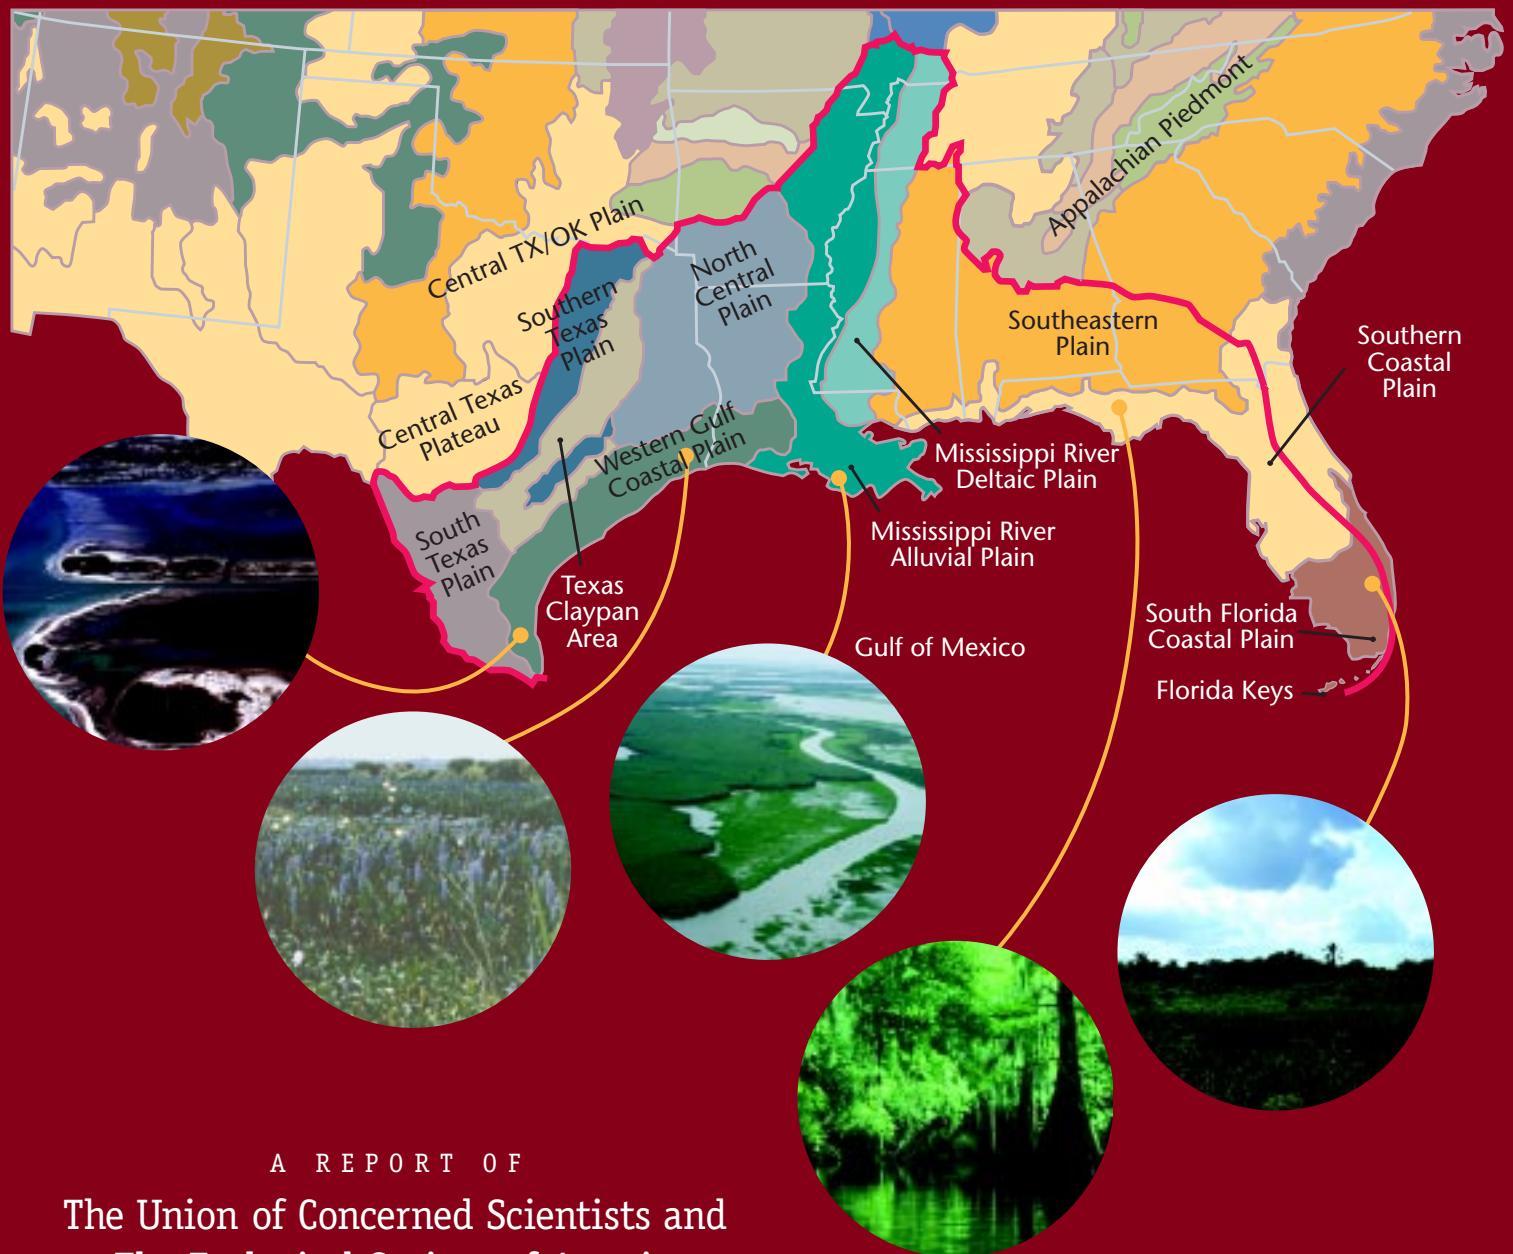 Appalachian Piedmont
Central TX/OK Plain
North
Central
Plain
Southern
Texas
Plain
Southeastern
Plain
Southern
Coastal
Plain
Central Texas
Plateau
Western Gulf
Coastal Plain
Mississippi River
Deltaic Plain
South
Texas
Plain
Mississippi River
Alluvial Plain
Texas
Claypan
Area
South Florida
Coastal Plain
Gulf of Mexico
Florida Keys
A REPORT OF
The Union of Concerned Scientists and